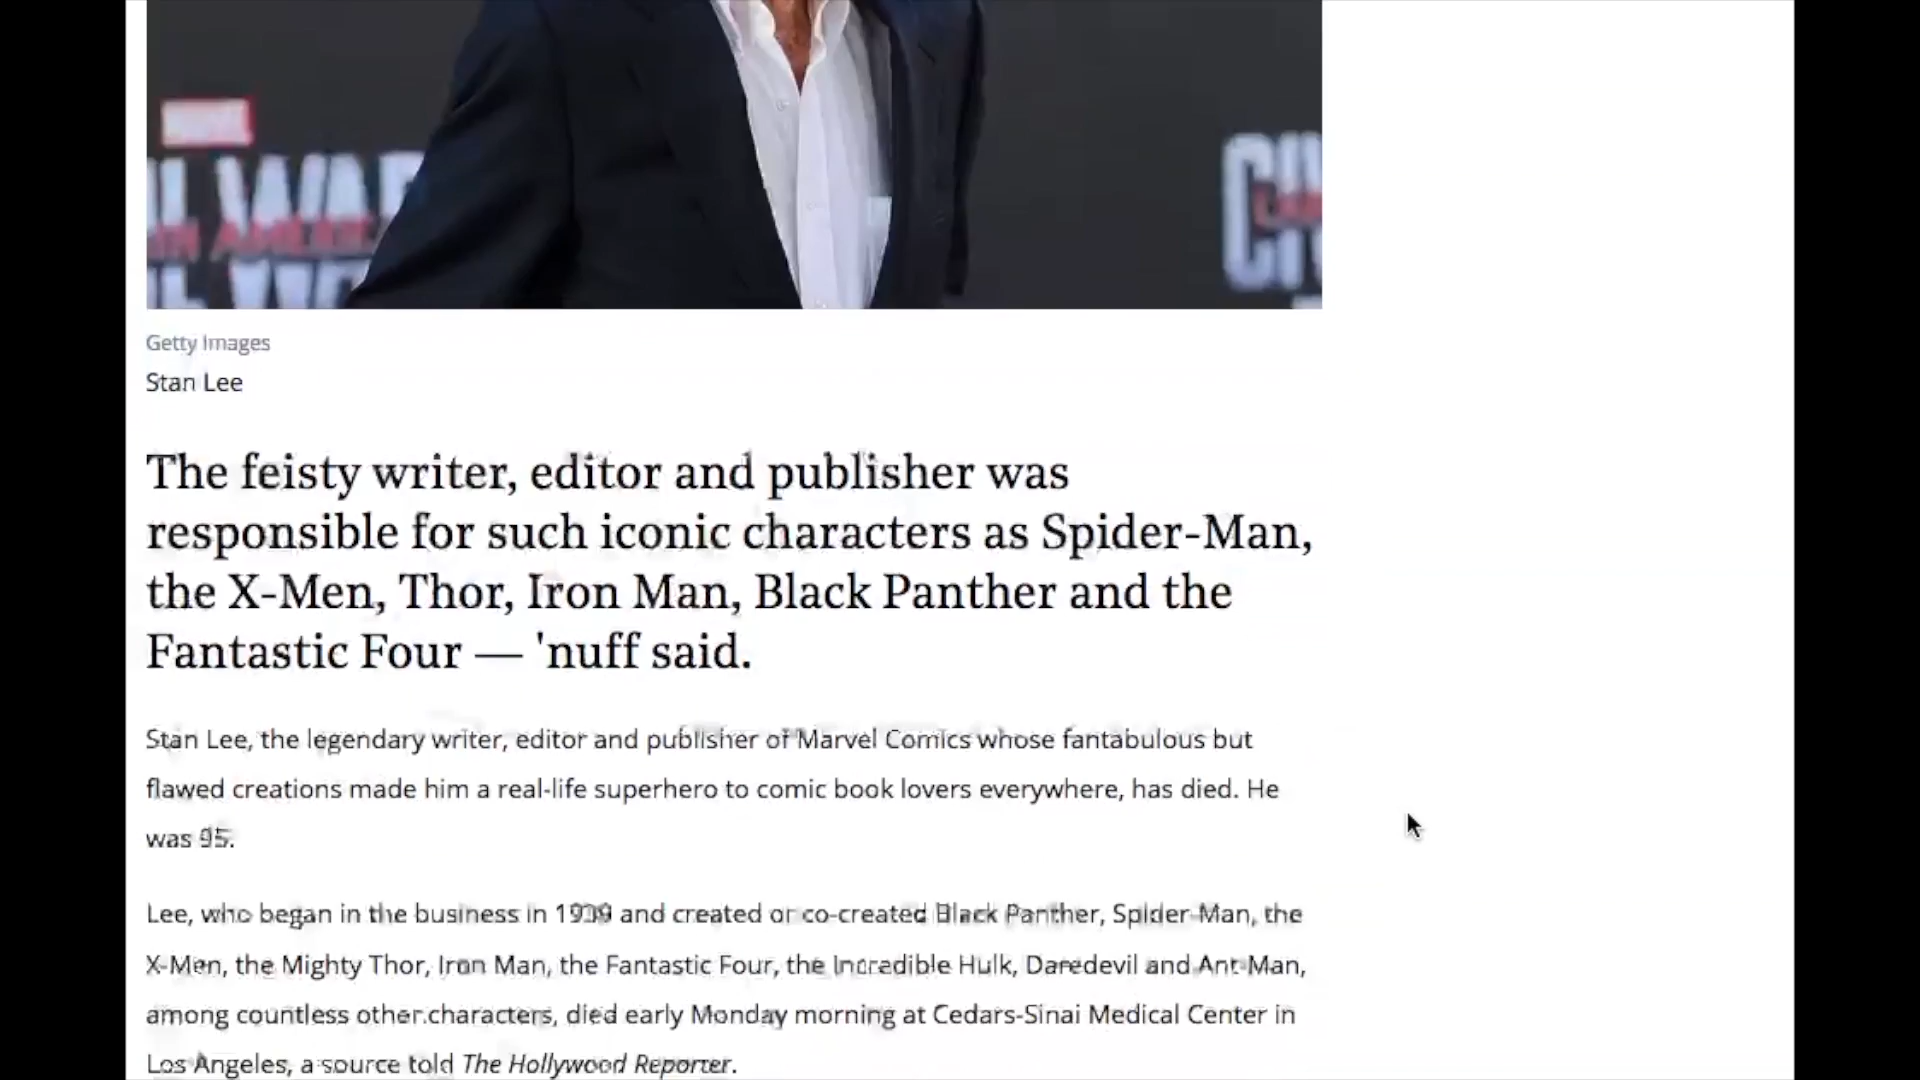 MARVEL
IL WAR
CIV
Getty Images
Stan Lee
The feisty writer, editor and publisher was
responsible for such iconic characters as Spider-Man,
the X-Men, Thor, Iron Man, Black Panther and the
Fantastic Four — 'nuff said.
Stan Lee, the legendary writer, editor and publisher of Marvel Comics whose fantabulous but
flawed creations made him a real-life superhero to comic book lovers everywhere, has died. He
was 95.
Lee, who began in the business in 1939 and created or co-created Black Panther, Spider-Man, the
X-Men, the Mighty Thor, Iron Man, the Fantastic Four, the Incredible Hulk, Daredevil and Ant-Man,
among countless other characters, died early Monday morning at Cedars-Sinai Medical Center in
Los Angeles, a source told The Hollywood Reporter.